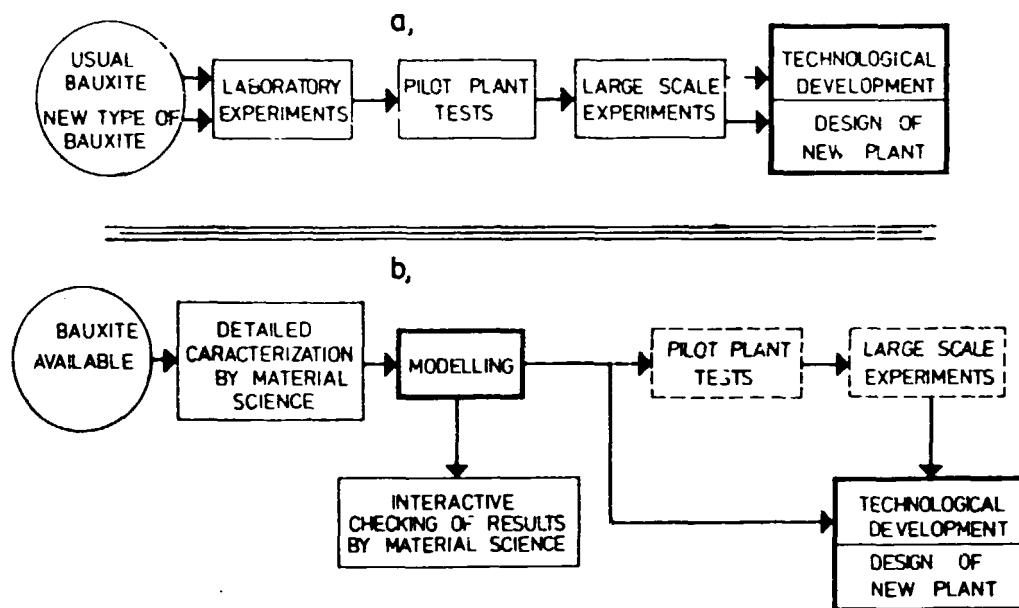 a,
USUAL
BAUXITE
NEW TYPE OF
BAUXITE
LABORATORY
EXPERIMENTS
PILOT PLANT
TESTS
LARGE SCALE
EXPERIMENTS
TECHNOLOGICAL
DEVELOPMENT
DESIGN OF
NEW PLANT
b,
BAUXITE
AVAILABLE
DETAILED
CARACTERIZATION
BY MATERIAL
SCIENCE
MODELLING
PILOT PLANT
TESTS
LARGE SCALE
EXPERIMENTS
INTERACTIVE
CHECKING OF RESULTS
BY MATERIAL SCIENCE
TECHNOLOGICAL
DEVELOPMENT
DESIGN OF
NEW PLANT